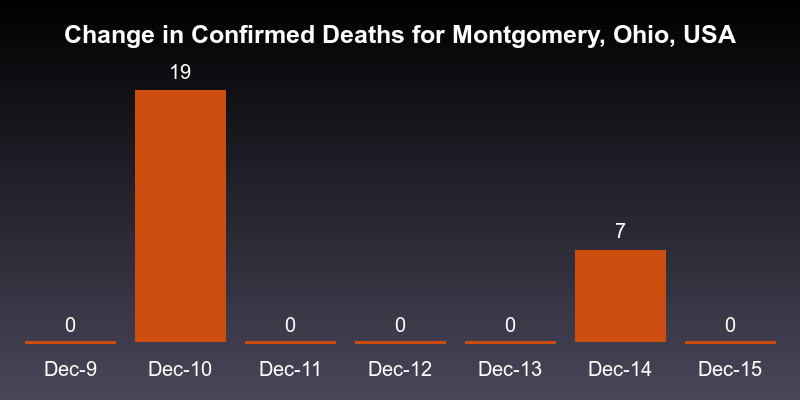 Change in Confirmed Deaths for Montgomery, Ohio, USA
19
7
0 0 0 0 0
Dec-9 Dec-10 Dec-11 Dec-12 Dec-13 Dec-14 Dec-15